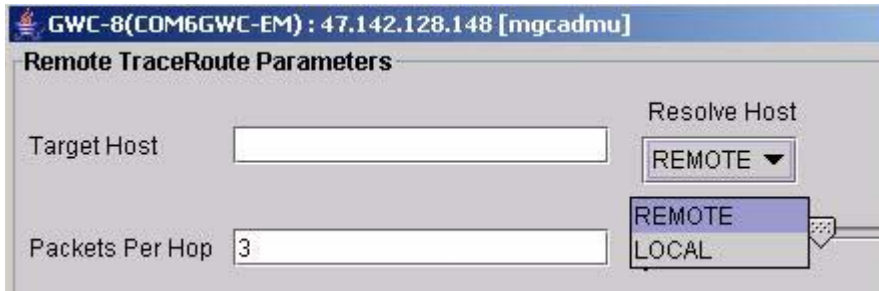 GWC-8(COM6GWC-EM) : 47.142.128.148 [mgcadmu]
Remote TraceRoute Parameters
Resolve Host
Target Host
REMOTE
REMOTE
LOCAL
Packets Per Hop 3